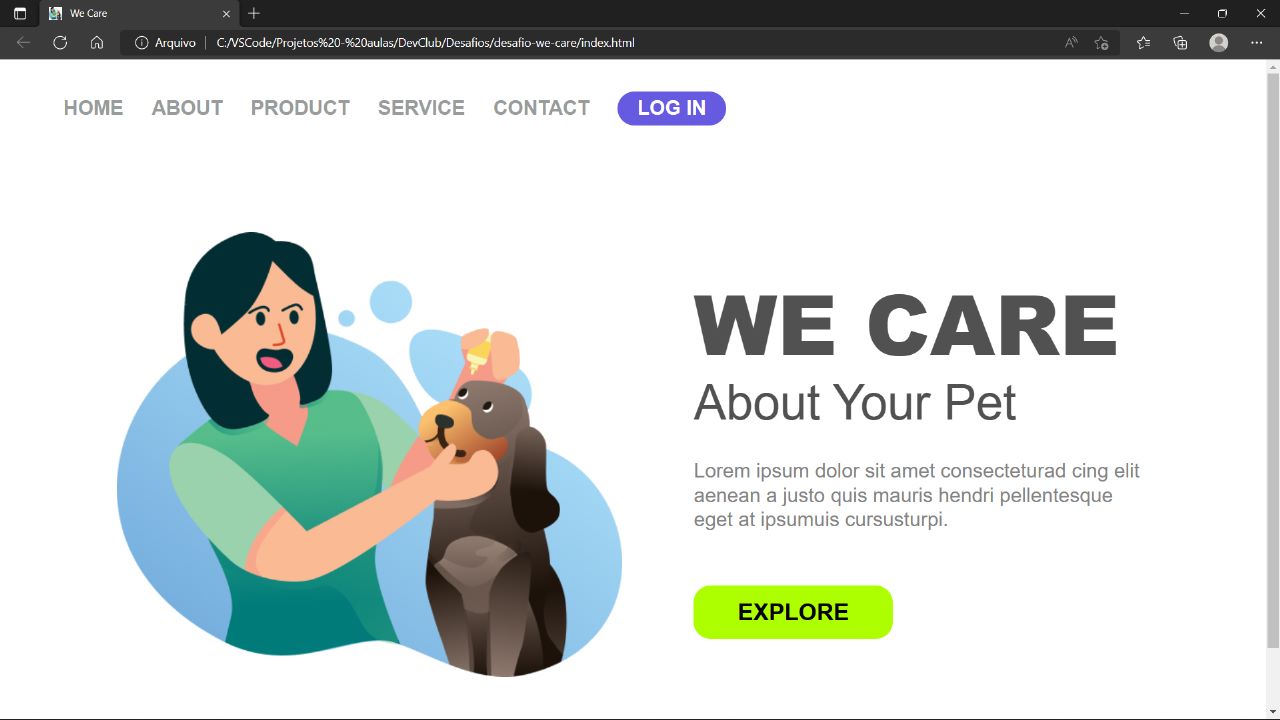 We Care
Arquivo C:/VSCode/Projetos%20-%20aulas/DevClub/Desafios/desafio-we-care/index.html
HOME ABOUT PRODUCT SERVICE CONTACT LOG IN
WE CARE
About Your Pet
Lorem ipsum dolor sit amet consecteturad cing elit
aenean a justo quis mauris hendri pellentesque
eget at ipsumuis cursusturpi.
EXPLORE